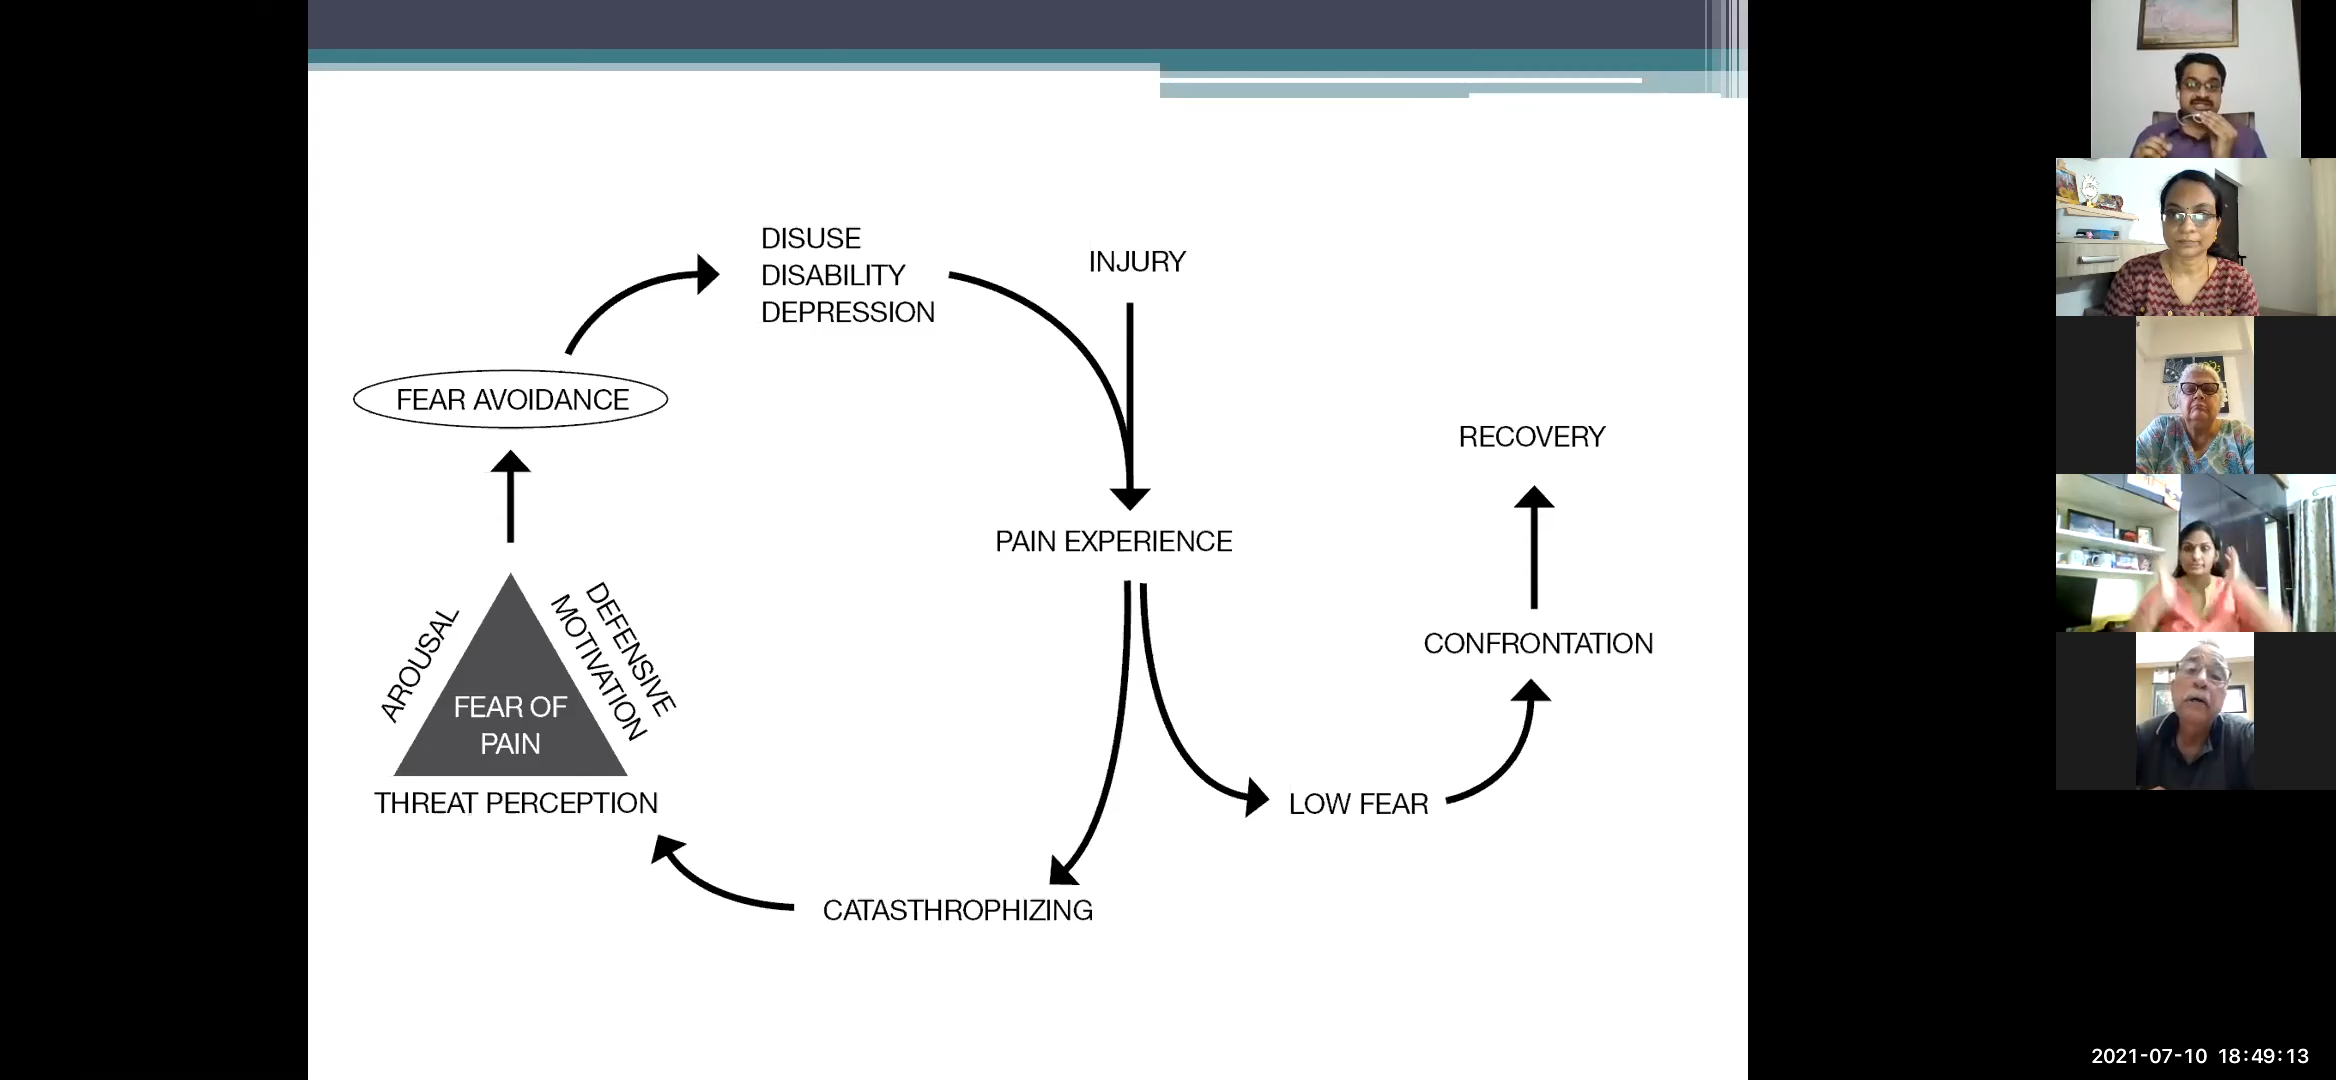 DISUSE
DISABILITY
DEPRESSION
INJURY
FEAR AVOIDANCE
RECOVERY
PAIN EXPERIENCE
AROUSAL
DEFENSIVE
MOTIVATION
FEAR OF
PAIN
CONFRONTATION
THREAT PERCEPTION
LOW FEAR
CATASTHROPHIZING
2021-07-10 18:49:13